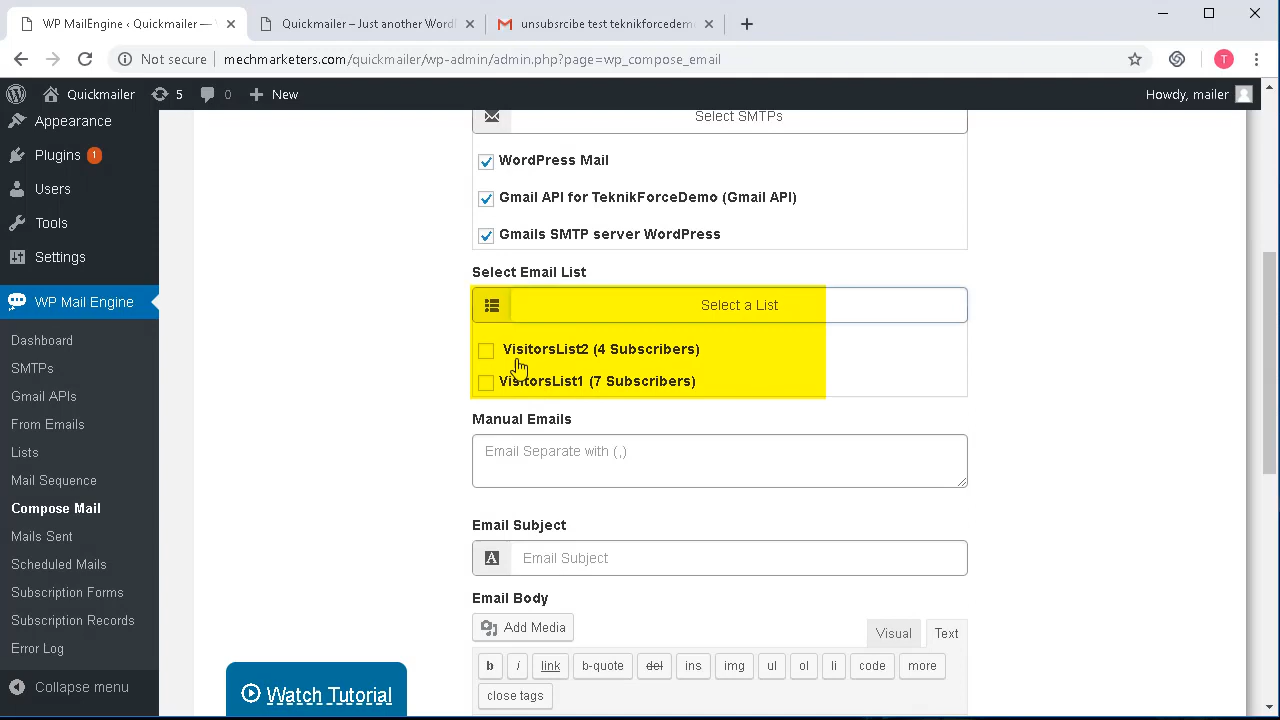 WP MailEngine ‹ Quickmailer —
Quickmailer – Just another Word
unsubsrcibe test teknikforcedem
Not secure
mechmarketers.com/quickmailer/wp-admin/admin.php?page=wp_compose_email
T
Quickmailer
5
0
New
Howdy, mailer
Appearance
Plugins 1
Users
Tools
Settings
WP Mail Engine
Dashboard
SMTPs
Gmail APIs
From Emails
Lists
Mail Sequence
Compose Mail
Mails Sent
Scheduled Mails
Subscription Forms
Subscription Records
Error Log
Collapse menu
Select SMTPs
WordPress Mail
Gmail API for TeknikForceDemo (Gmail API)
Gmails SMTP server WordPress
Select Email List
Select a List
VisitorsList2 (4 Subscribers)
VisitorsList1 (7 Subscribers)
Manual Emails
Email Separate with (,)
Email Subject
A
Email Subject
Email Body
Add Media
Visual
Text
b
i
link
b-quote
del
ins
img
ul
ol
li
code
more
close tags
Watch Tutorial